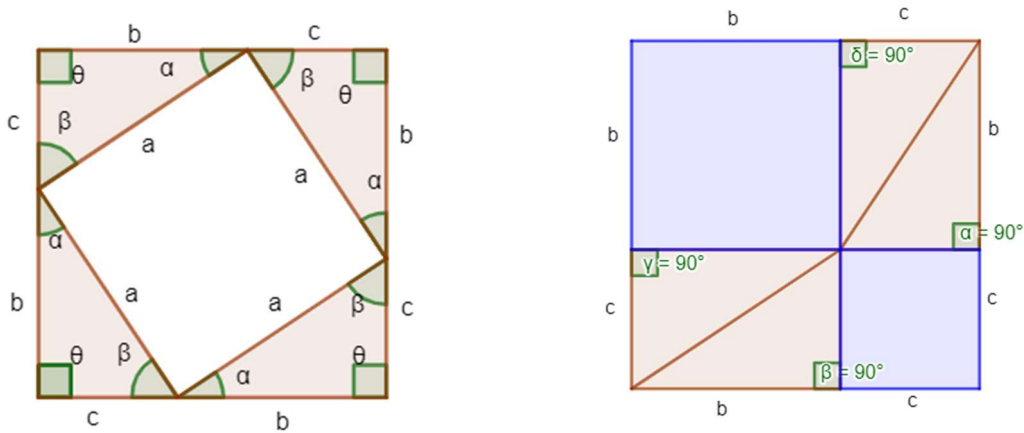 b c
θ α β θ
c β a a b
α α
b a a β c
θ β α θ
c b
b c
δ = 90°
b b
α = 90°
γ = 90°
c c
β = 90°
b c